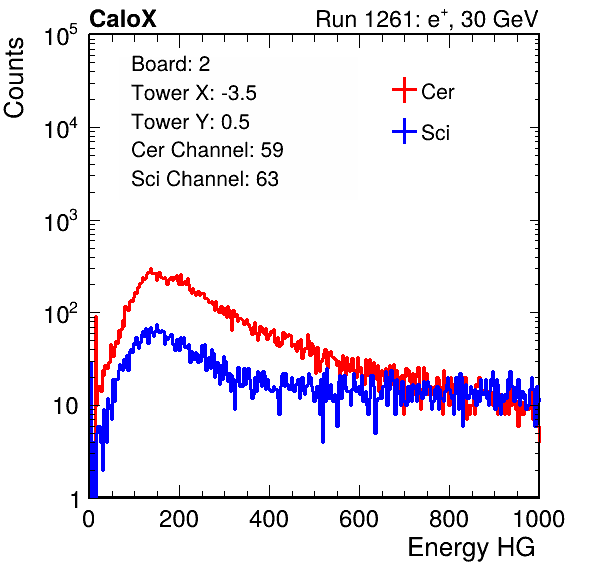 CaloX Run 1261: e⁺, 30 GeV
Counts
Board: 2
Tower X: -3.5
Tower Y: 0.5
Cer Channel: 59
Sci Channel: 63
Cer
Sci
10⁵
10⁴
10³
10²
10
1
0 200 400 600 800 1000
Energy HG